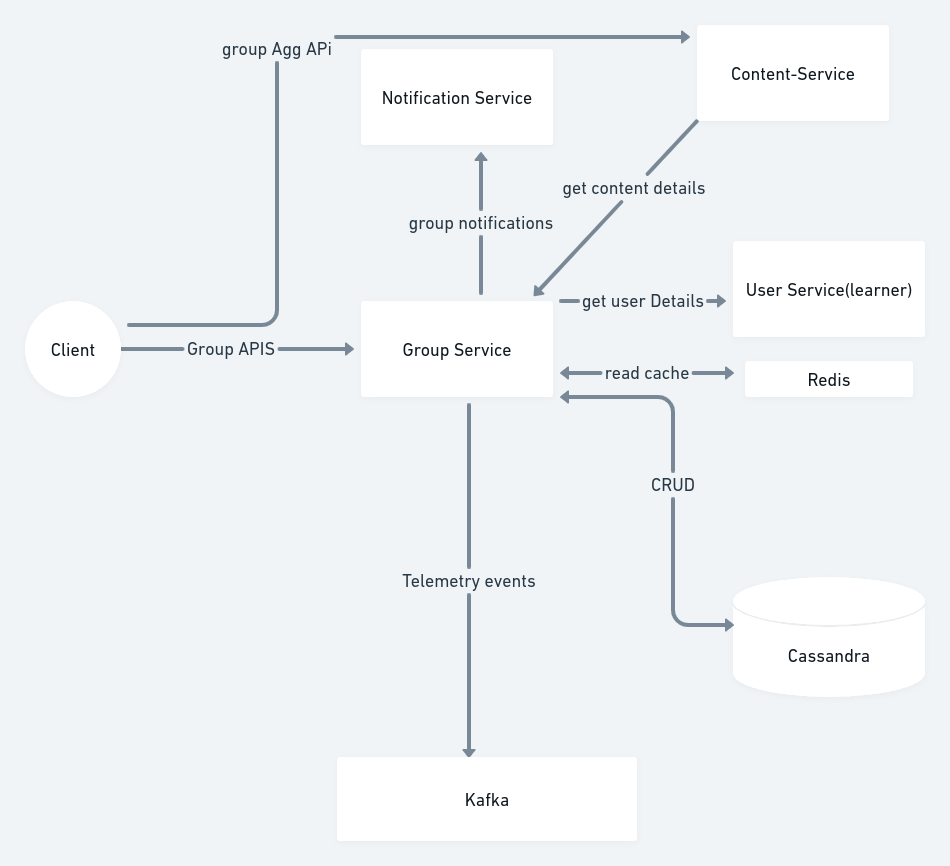 group Agg APi
Content-Service
Notification Service
get content details
group notifications
User Service(learner)
get user Details
Client
Group APIS
Group Service
read cache
Redis
CRUD
Telemetry events
Cassandra
Kafka